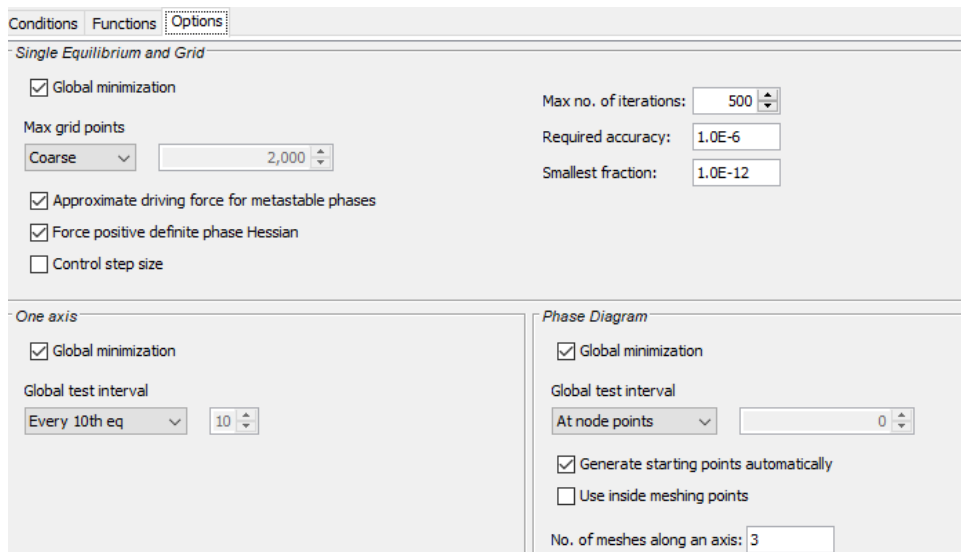 Conditions Functions Options
Single Equilibrium and Grid
Global minimization
Max grid points
Coarse 2,000
Approximate driving force for metastable phases
Force positive definite phase Hessian
Control step size
Max no. of iterations: 500
Required accuracy: 1.0E-6
Smallest fraction: 1.0E-12
One axis
Global minimization
Global test interval
Every 10th eq 10
Phase Diagram
Global minimization
Global test interval
At node points 0
Generate starting points automatically
Use inside meshing points
No. of meshes along an axis: 3